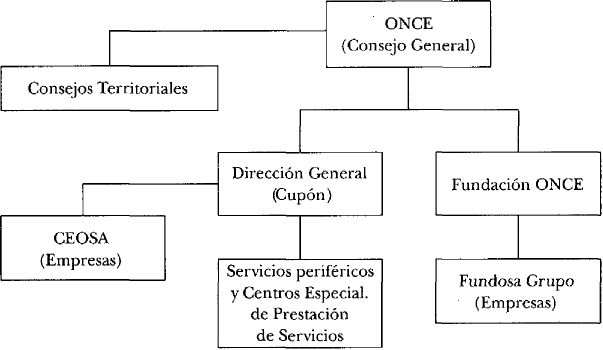 ONCE
(Consejo General)
Consejos Territoriales
Dirección General
(Cupón)
Fundación ONCE
CEOSA
(Empresas)
Servicios periféricos
y Centros Especial.
de Prestación
de Servicios
Fundosa Grupo
(Empresas)